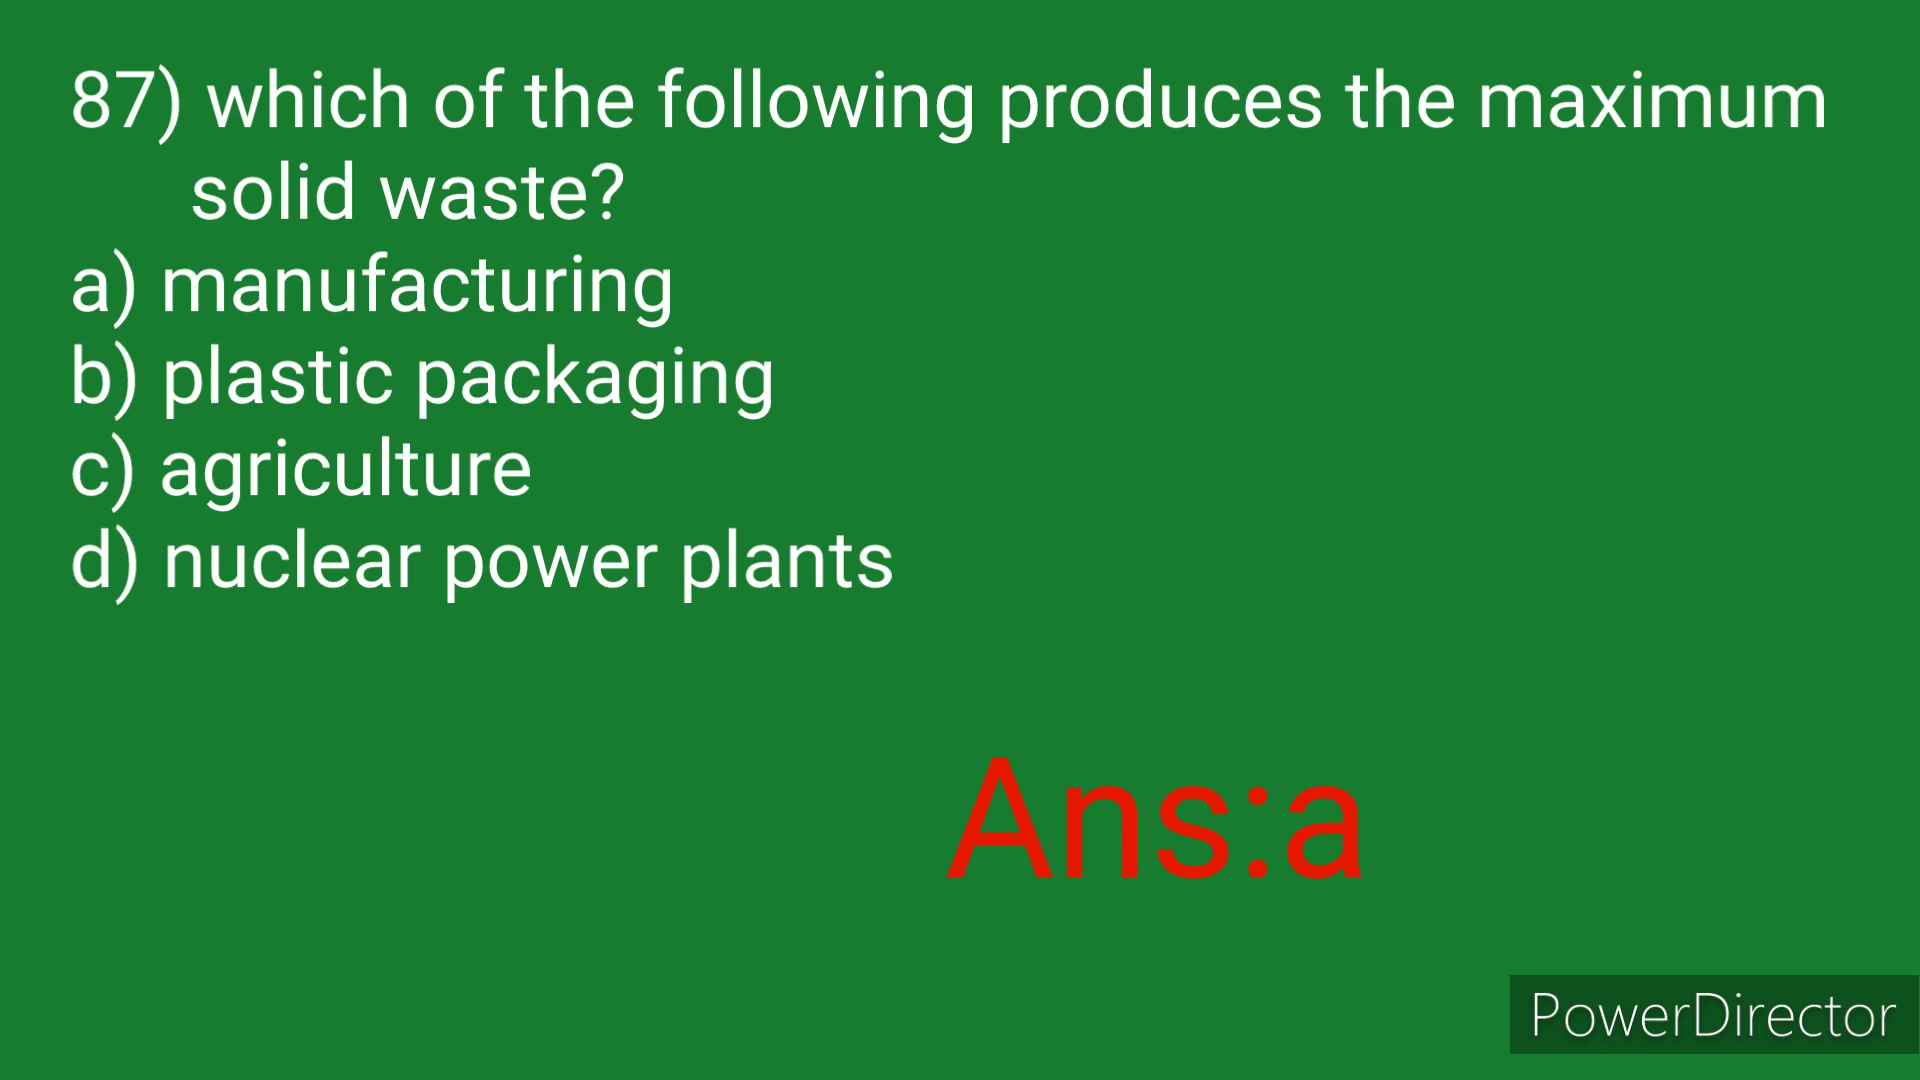 87) which of the following produces the maximum
solid waste?
a) manufacturing
b) plastic packaging
c) agriculture
d) nuclear power plants
Ans:a
PowerDirector